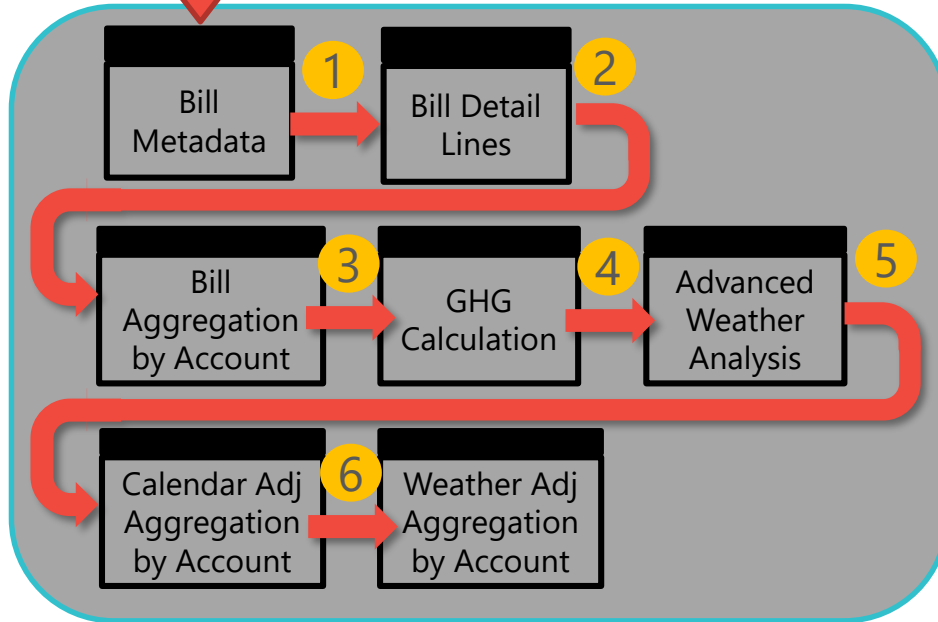 Bill
Metadata
1
Bill Detail
Lines
2
Bill
Aggregation
by Account
3
GHG
Calculation
4
Advanced
Weather
Analysis
5
Calendar Adj
Aggregation
by Account
6
Weather Adj
Aggregation
by Account